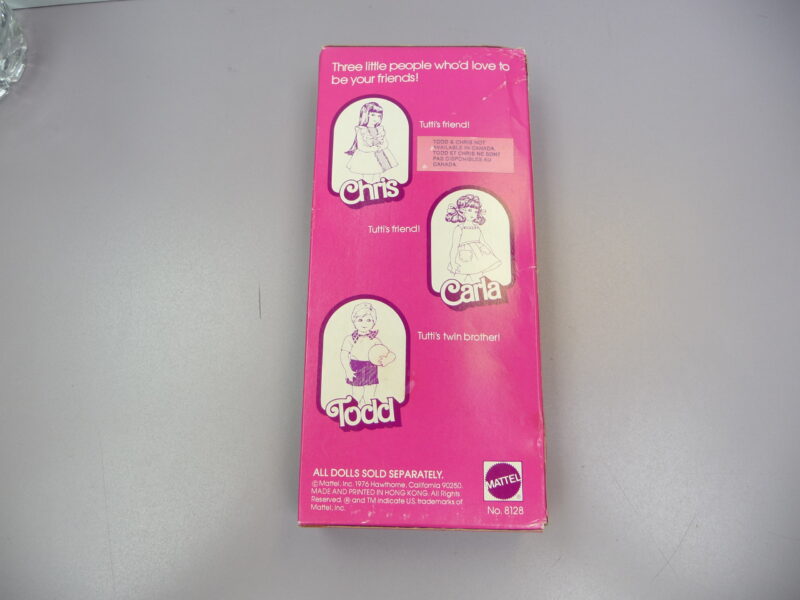 Three little people who'd love to
be your friends!
Tutti's friend!
TODD & CHRIS NOT
AVAILABLE IN CANADA
TODD ET CHRIS NE SONT
PAS DISPONIBLES AU
CANADA
Chris
Tutti's friend!
Carla
Tutti's twin brother!
Todd
ALL DOLLS SOLD SEPARATELY.
© Mattel, Inc. 1976 Hawthorne, California 90250.
MADE AND PRINTED IN HONG KONG. All Rights
Reserved. ® and TM indicate U.S. trademarks of
Mattel, Inc.
MATTEL
®
No. 8128